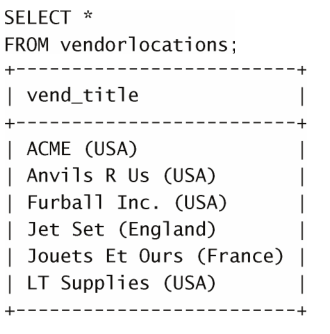 SELECT *
FROM vendorlocations;
+-------------------------+
| vend_title              |
+-------------------------+
| ACME (USA)              |
| Anvils R Us (USA)       |
| Furball Inc. (USA)      |
| Jet Set (England)       |
| Jouets Et Ours (France) |
| LT Supplies (USA)       |
+-------------------------+